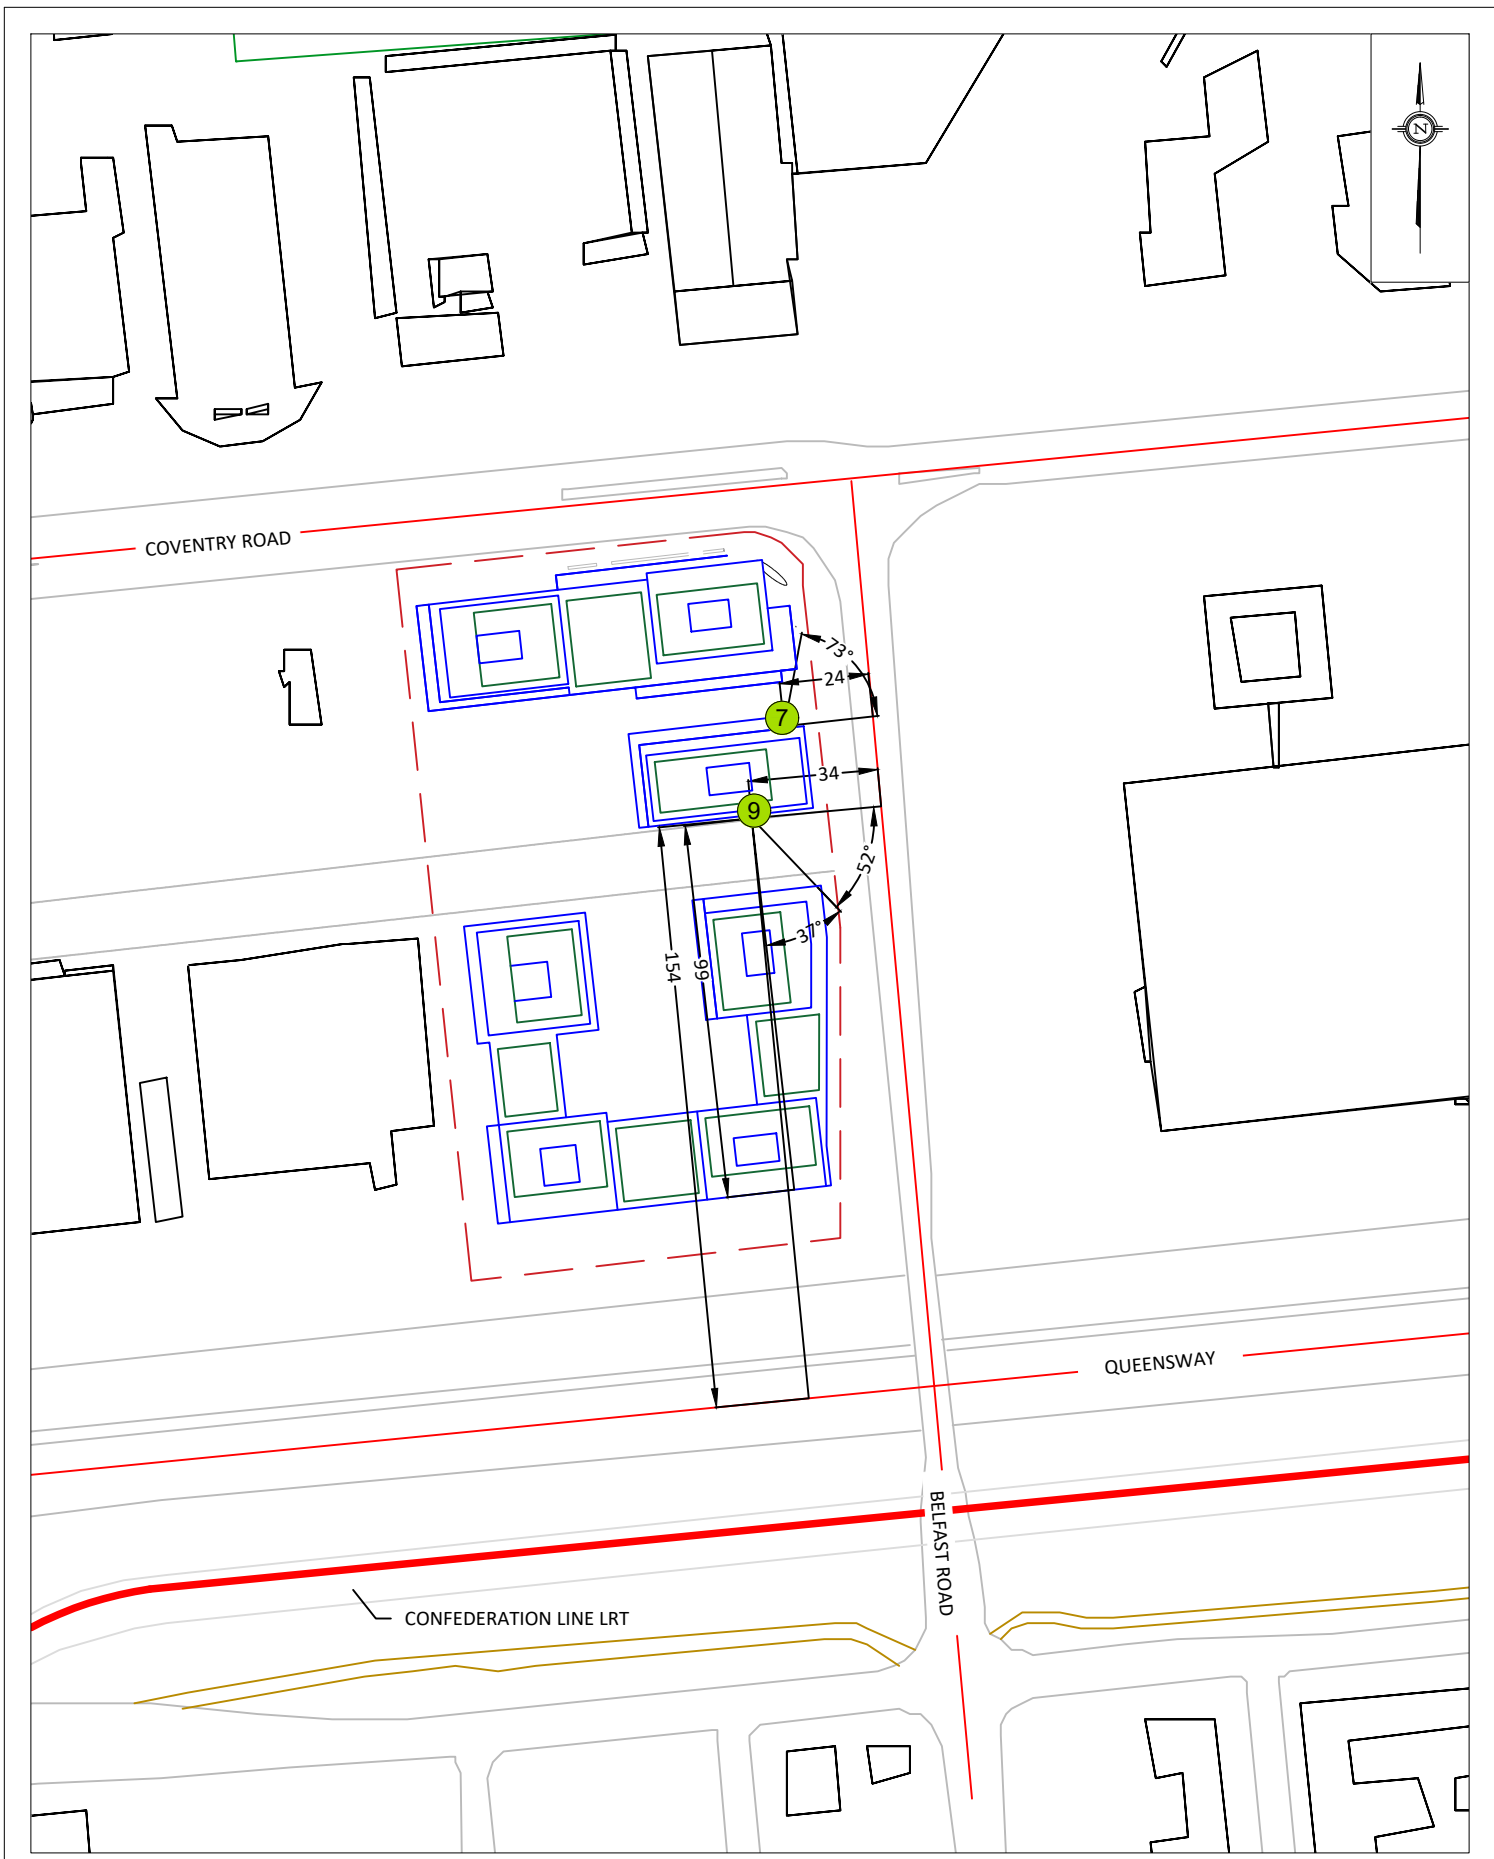 N
COVENTRY ROAD
73°
24
7
34
9
52°
37°
154
99
QUEENSWAY
BELFAST ROAD
CONFEDERATION LINE LRT